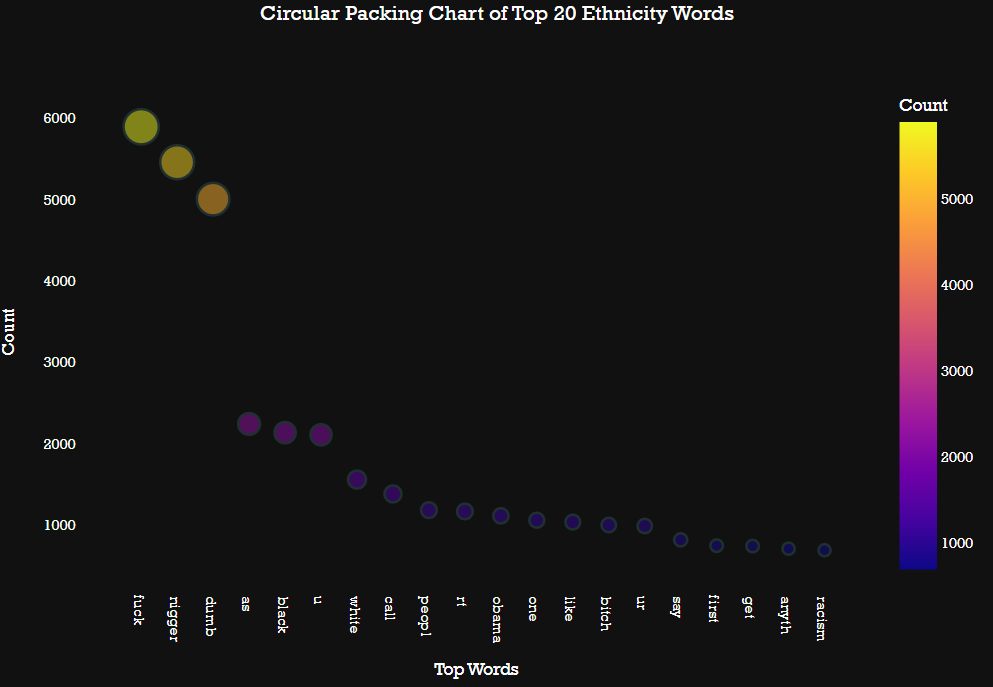 Circular Packing Chart of Top 20 Ethnicity Words
Count
6000
5000
4000
3000
2000
1000
Count
5000
4000
3000
2000
1000
fuck
nigger
dumb
as
black
u
white
call
peopl
rt
obama
one
like
bitch
ur
say
first
get
aryth
racism
Top Words